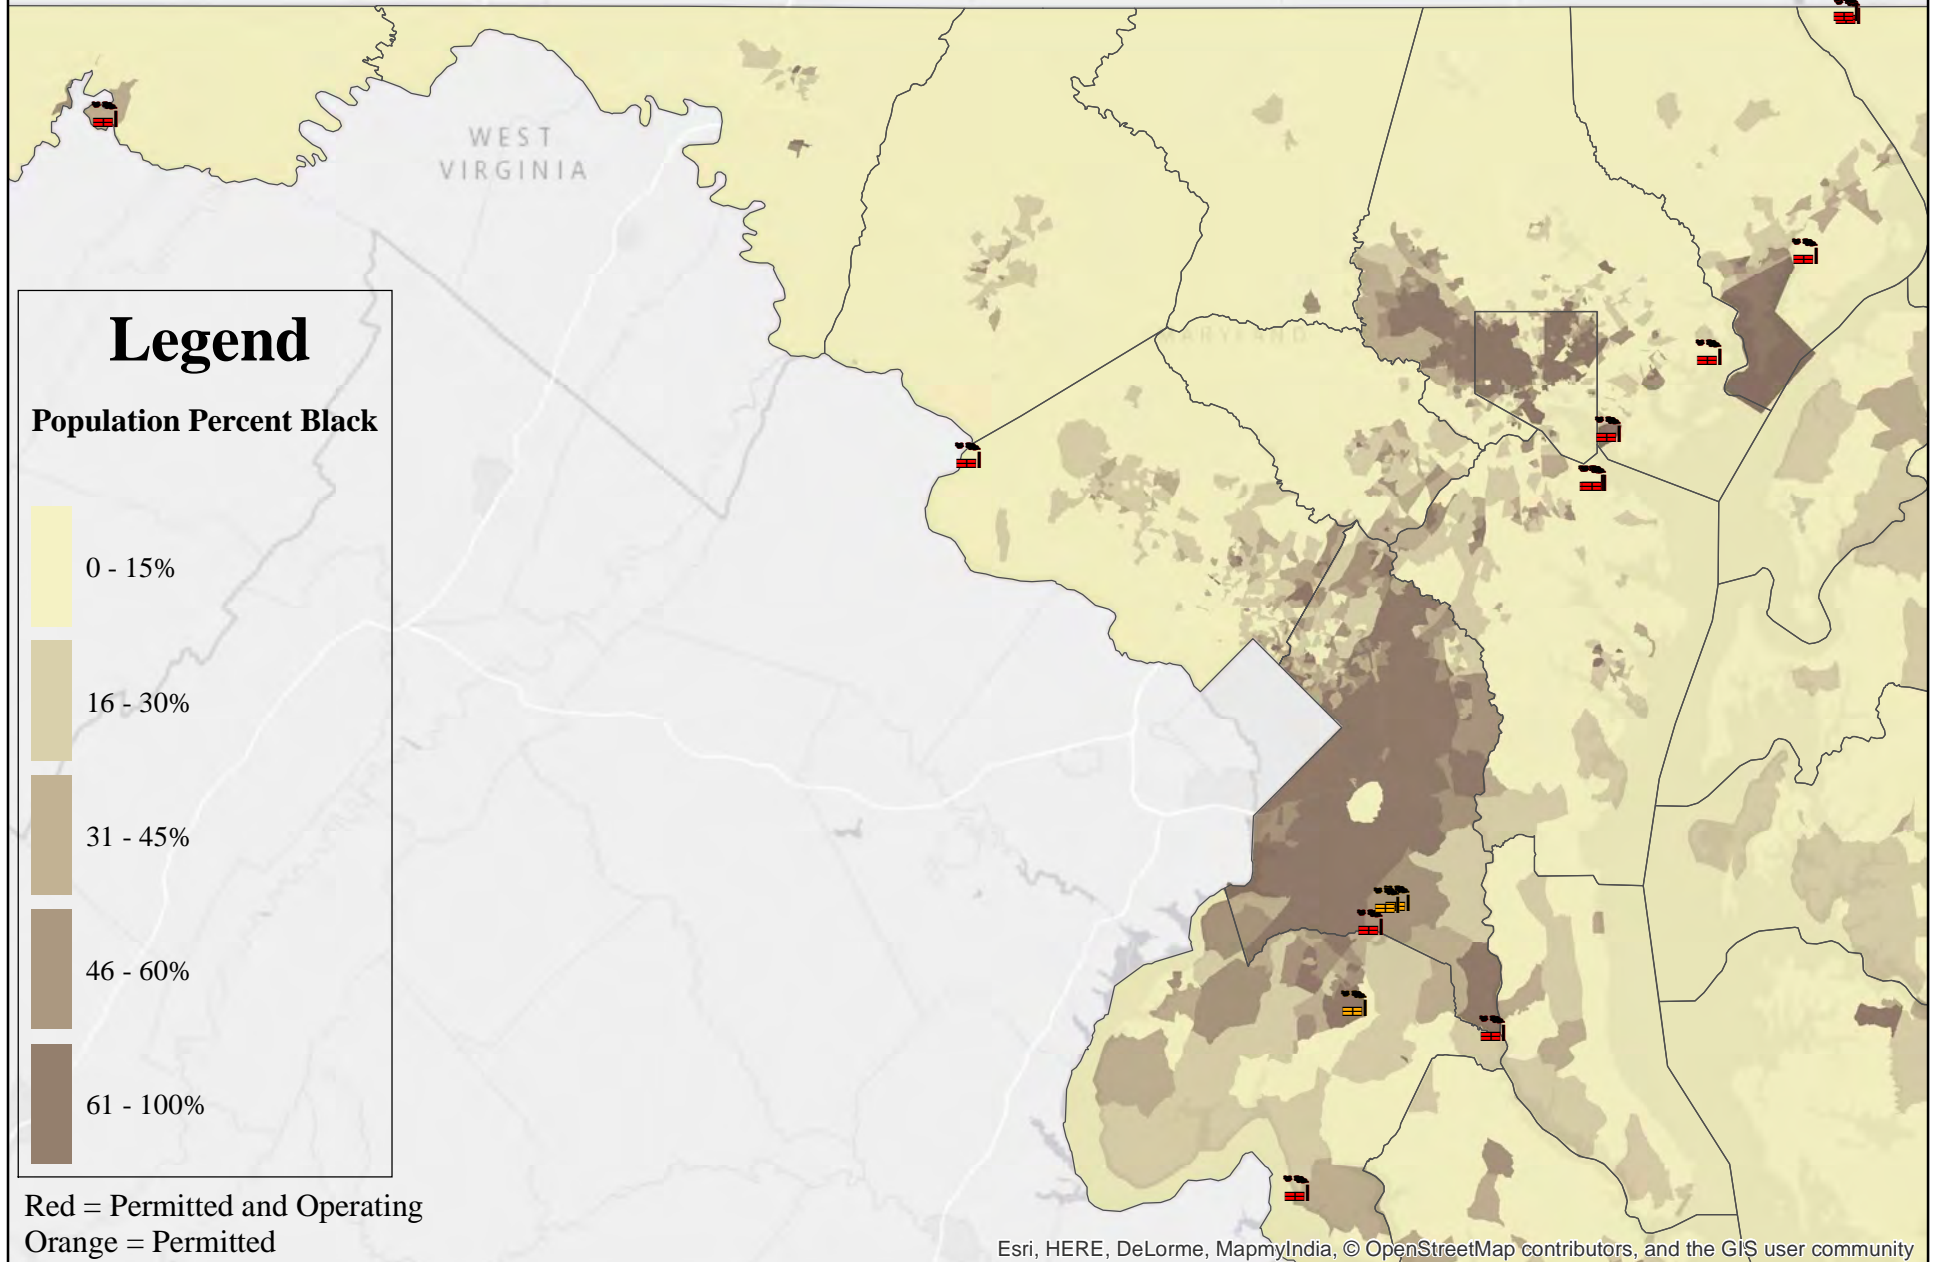 WEST
VIRGINIA
MARYLAND
Legend
Population Percent Black
0 - 15%
16 - 30%
31 - 45%
46 - 60%
61 - 100%
Red = Permitted and Operating
Orange = Permitted
Esri, HERE, DeLorme, MapmyIndia, © OpenStreetMap contributors, and the GIS user community